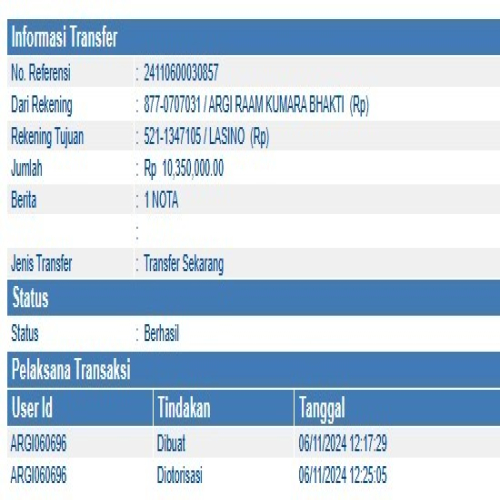 Informasi Transfer
No. Referensi : 24110600030857
Dari Rekening : 877-0707031 / ARGI RAAM KUMARA BHAKTI (Rp)
Rekening Tujuan : 521-1347105 / LASINO (Rp)
Jumlah : Rp 10,350,000.00
Berita : 1 NOTA
:
Jenis Transfer : Transfer Sekarang
Status
Status : Berhasil
Pelaksana Transaksi
User Id Tindakan Tanggal
ARGI060696 Dibuat 06/11/2024 12:17:29
ARGI060696 Diotorisasi 06/11/2024 12:25:05